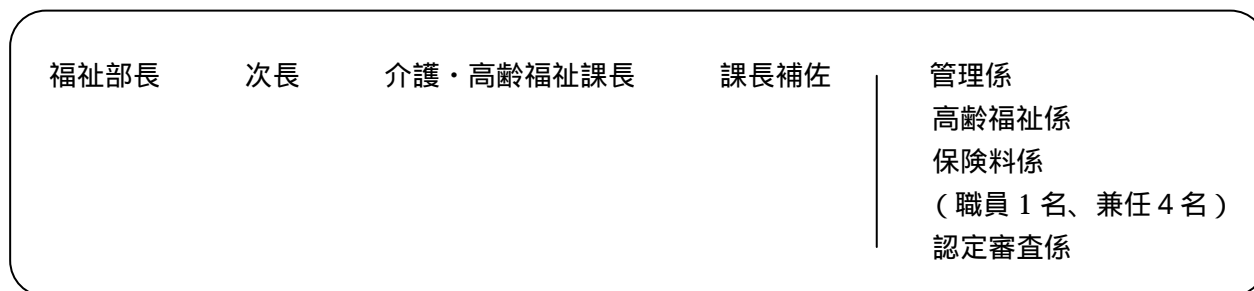 福祉部長 次長 介護・高齢福祉課長 課長補佐 管理係
高齢福祉係
保険料係
（職員１名、兼任４名）
認定審査係